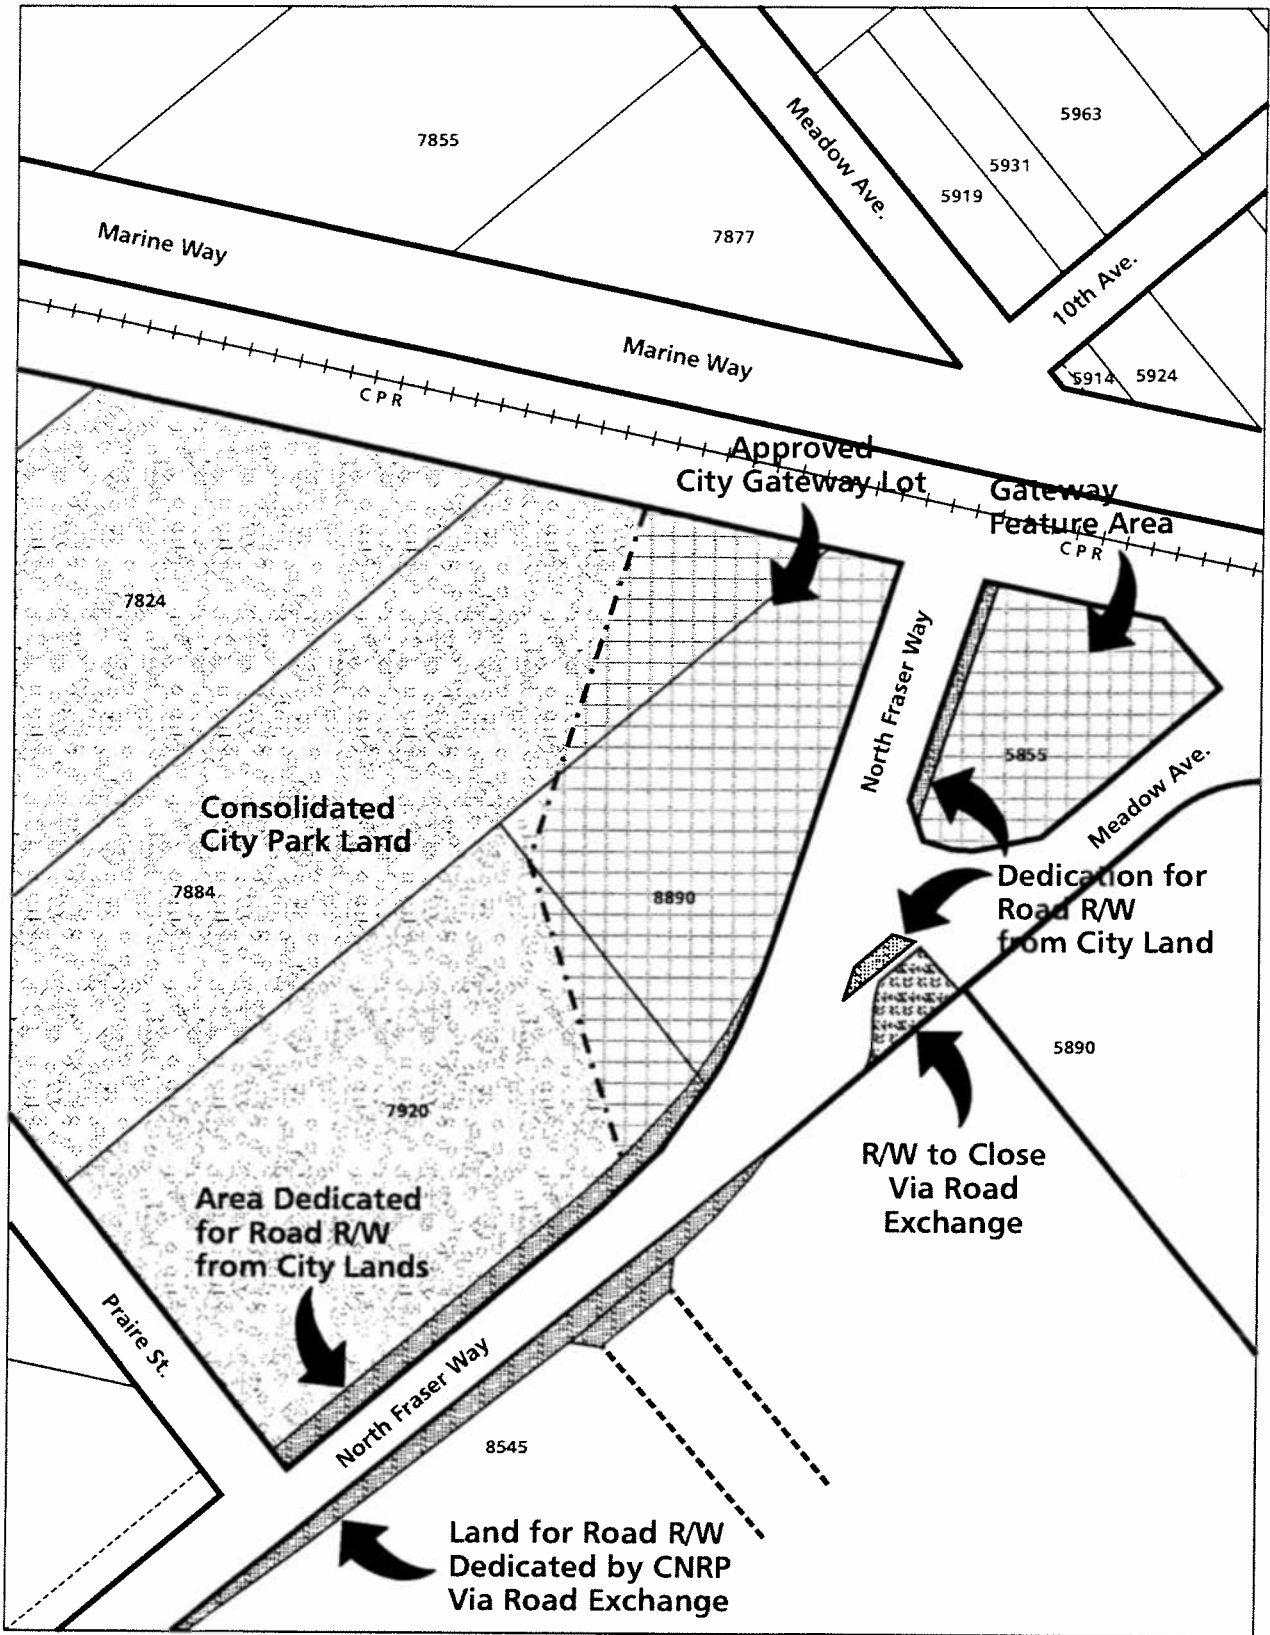 7855
Meadow Ave.
5963
5931
5919
7877
Marine Way
10th Ave.
Marine Way
5914
5924
CPR
Approved
City Gateway Lot
Gateway
Feature Area
CPR
7824
North Fraser Way
5855
Meadow Ave.
Consolidated
City Park Land
7884
8890
Dedication for
Road R/W
from City Land
5890
7920
R/W to Close
Via Road
Exchange
Area Dedicated
for Road R/W
from City Lands
Praire St.
North Fraser Way
8545
Land for Road R/W
Dedicated by CNRP
Via Road Exchange